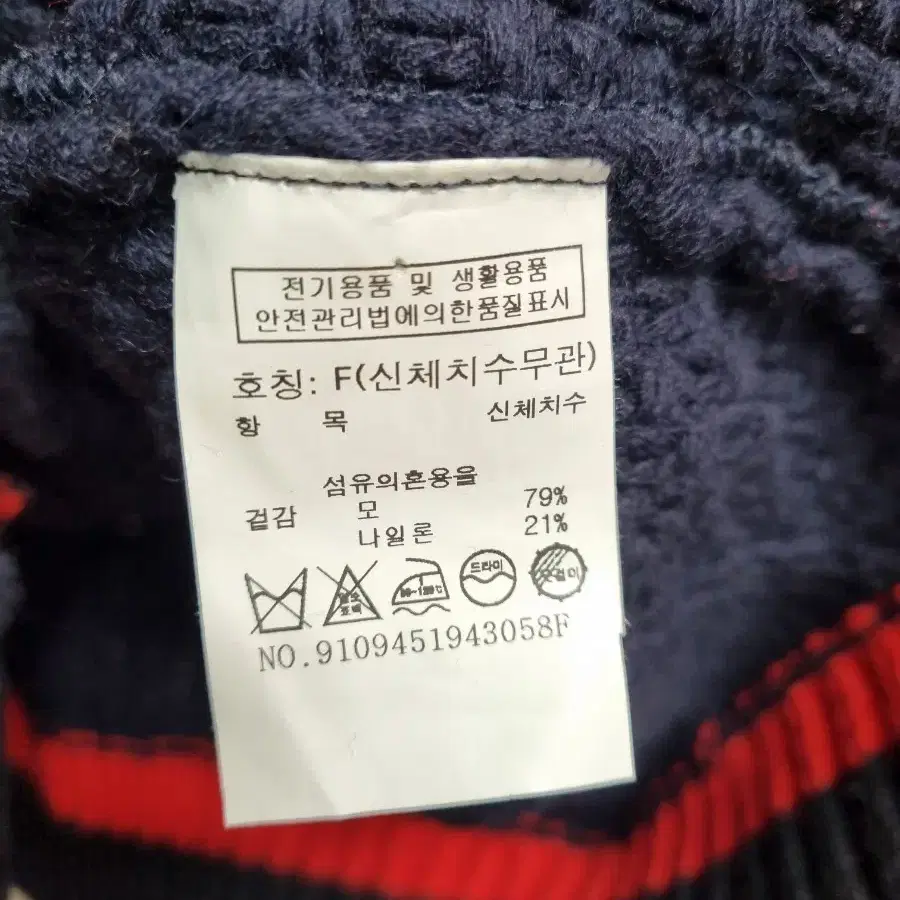 전기용품 및 생활용품
안전관리법에의한품질표시
호칭: F(신체치수무관)
항 목 신체치수
섬유의혼용율
겉감 모 79%
나일론 21%
드라이
NO.9109451943058F